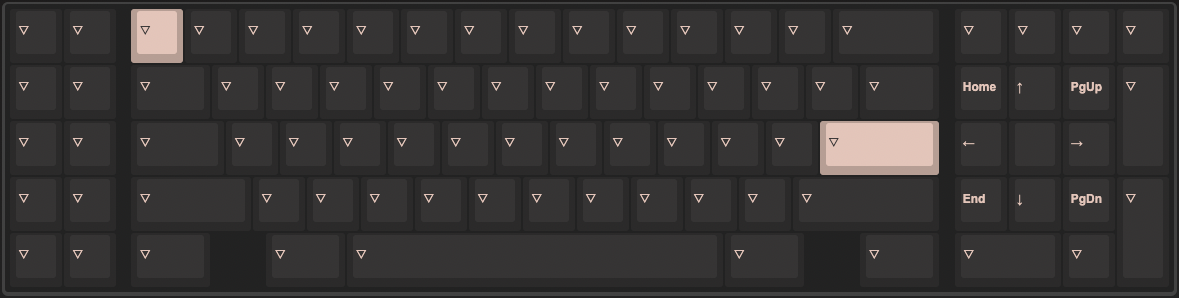 ▽ ▽ ▽ ▽ ▽ ▽ ▽ ▽ ▽ ▽ ▽ ▽ ▽ ▽ ▽ ▽ ▽ ▽ ▽ ▽
▽ ▽ ▽ ▽ ▽ ▽ ▽ ▽ ▽ ▽ ▽ ▽ ▽ ▽ ▽ ▽ Home ↑ PgUp ▽
▽ ▽ ▽ ▽ ▽ ▽ ▽ ▽ ▽ ▽ ▽ ▽ ▽ ▽ ▽ ← →
▽ ▽ ▽ ▽ ▽ ▽ ▽ ▽ ▽ ▽ ▽ ▽ ▽ ▽ End ↓ PgDn ▽
▽ ▽ ▽ ▽ ▽ ▽ ▽ ▽ ▽